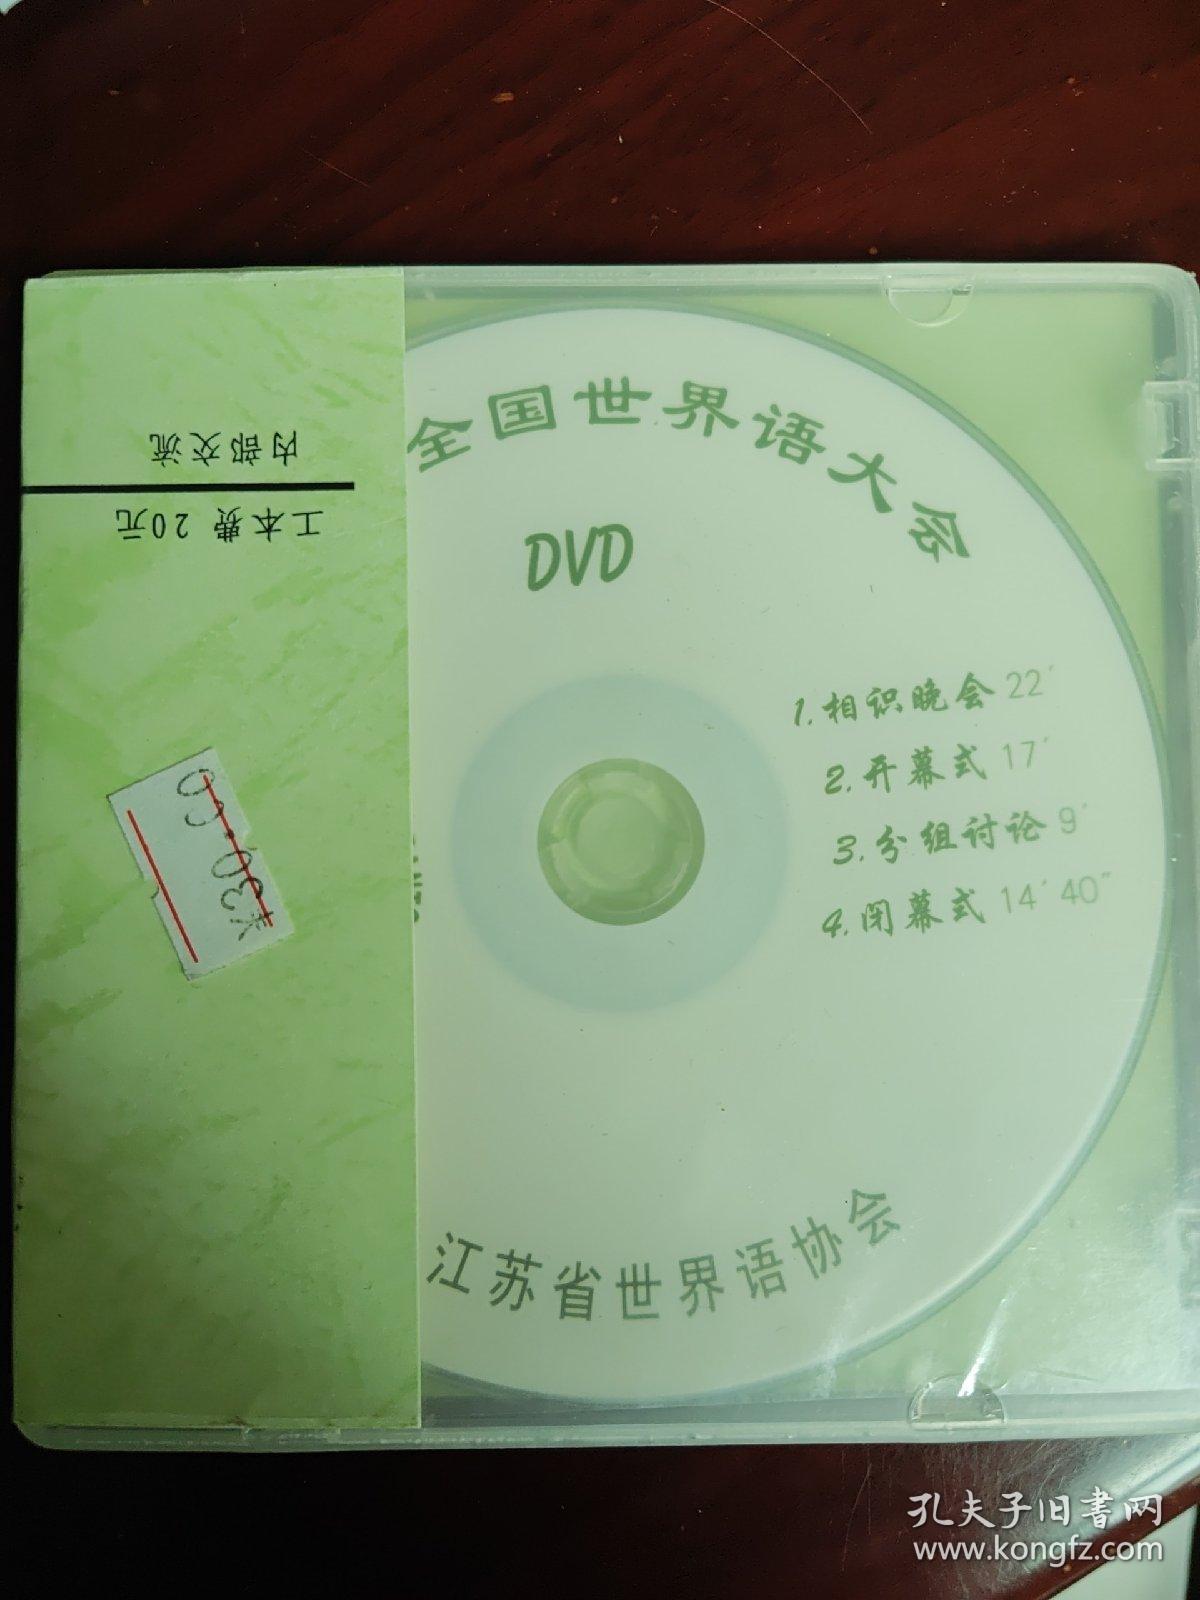 内部交流
工本费 20元
¥30.00
全国世界语大会
DVD
1.相识晚会 22′
2.开幕式 17′
3.分组讨论 9′
4.闭幕式 14′40″
江苏省世界语协会
孔夫子旧書网
www.kongfz.com